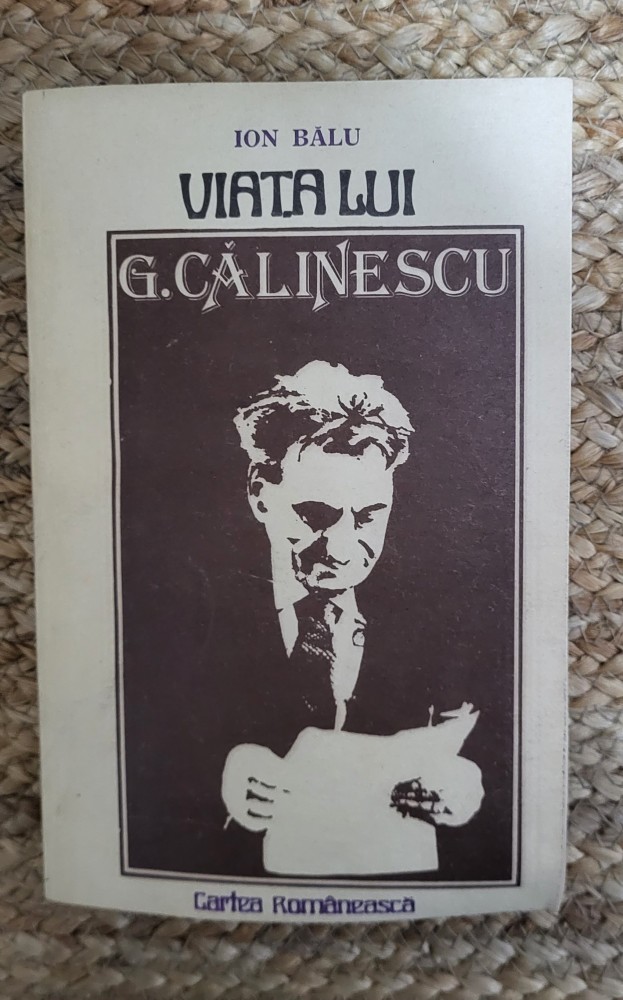 ION BĂLU
VIAȚA LUI
G. CĂLINESCU
Cartea Românească